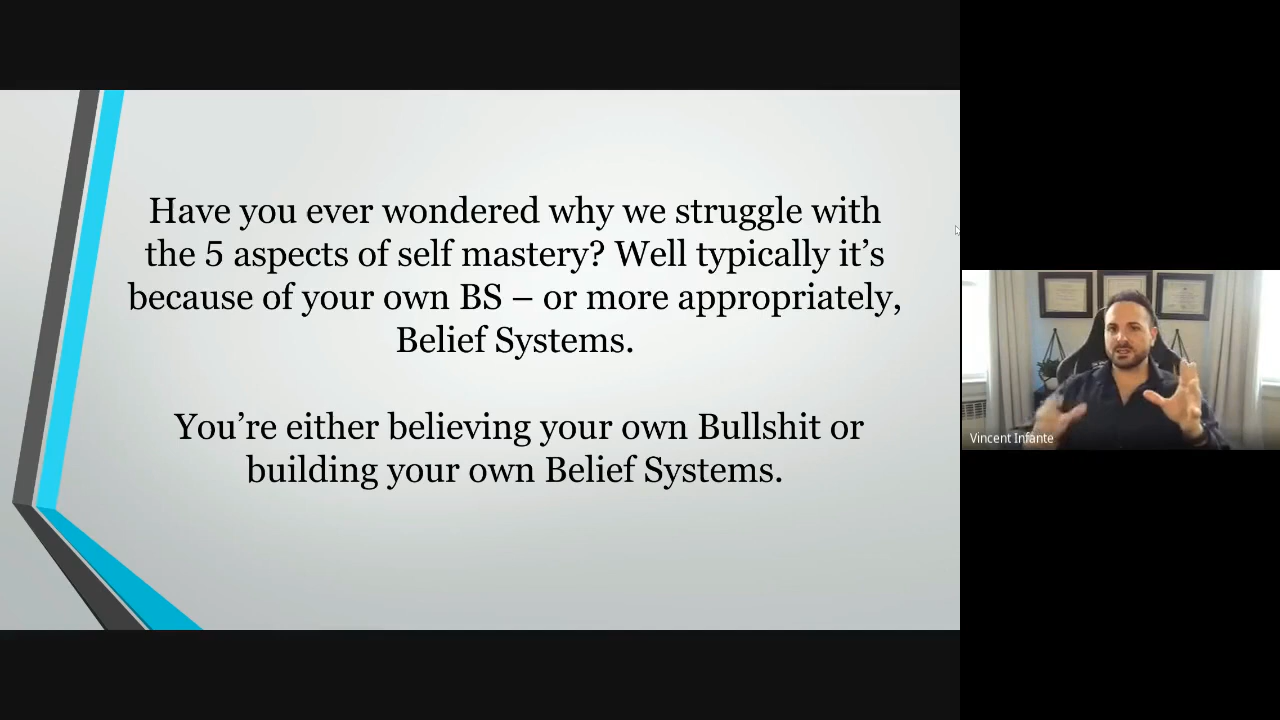 Have you ever wondered why we struggle with
the 5 aspects of self mastery? Well typically it’s
because of your own BS – or more appropriately,
Belief Systems.
You’re either believing your own Bullshit or
building your own Belief Systems.
Vincent Infante